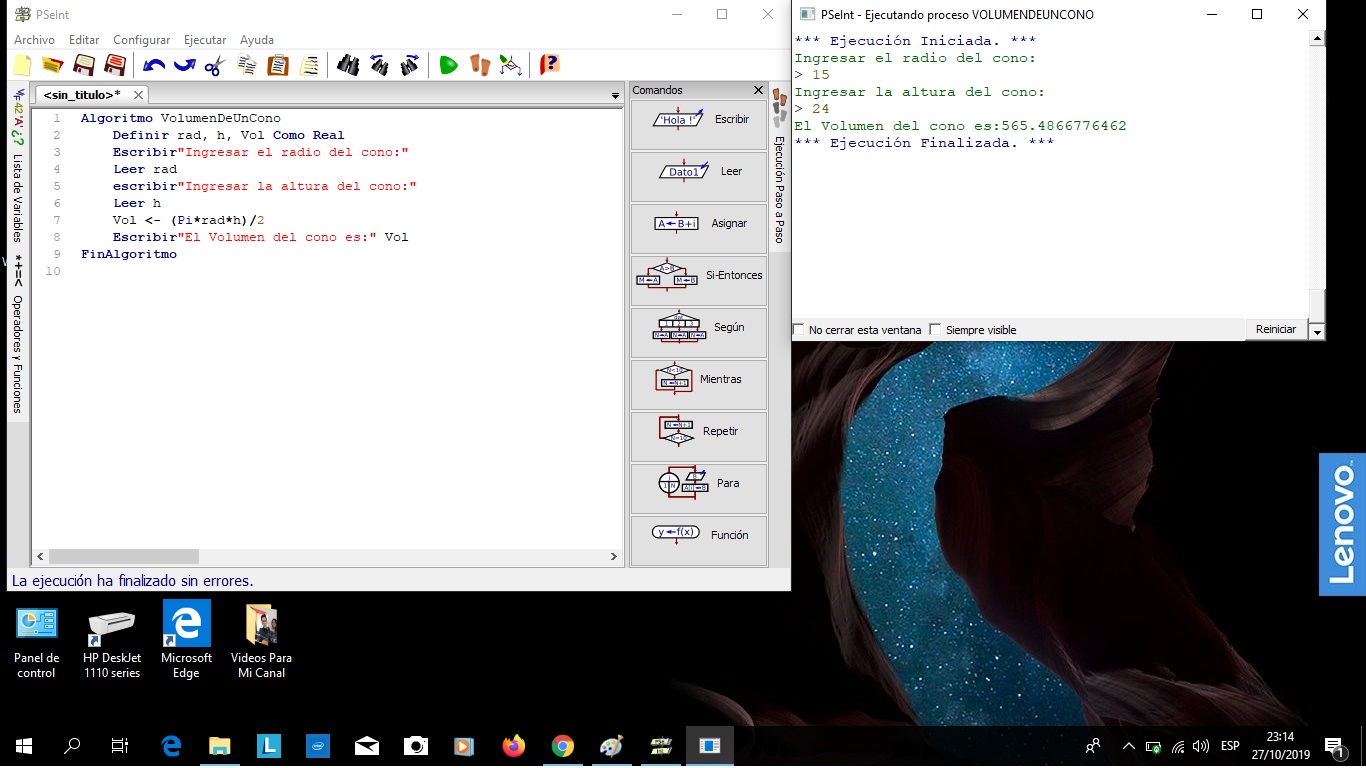 PSeInt
Archivo Editar Configurar Ejecutar Ayuda
<sin_titulo>*
1 Algoritmo VolumenDeUnCono
2 Definir rad, h, Vol Como Real
3 Escribir"Ingresar el radio del cono:"
4 Leer rad
5 escribir"Ingresar la altura del cono:"
6 Leer h
7 Vol <- (Pi*rad*h)/2
8 Escribir"El Volumen del cono es:" Vol
9 FinAlgoritmo
10
Lista de Variables
*+=< Operadores y Funciones
Comandos
'Hola !' Escribir
Dato1 Leer
A←B+i Asignar
A>B M←A M←B Si-Entonces
Según
Mientras
Repetir
Para
y←f(x) Función
Ejecución Paso a Paso
La ejecución ha finalizado sin errores.
PSeInt - Ejecutando proceso VOLUMENDEUNCONO
*** Ejecución Iniciada. ***
Ingresar el radio del cono:
> 15
Ingresar la altura del cono:
> 24
El Volumen del cono es:565.4866776462
*** Ejecución Finalizada. ***
No cerrar esta ventana
Siempre visible
Reiniciar
Lenovo
Panel de
control
HP DeskJet
1110 series
Microsoft
Edge
Videos Para
Mi Canal
ESP
23:14
27/10/2019
1